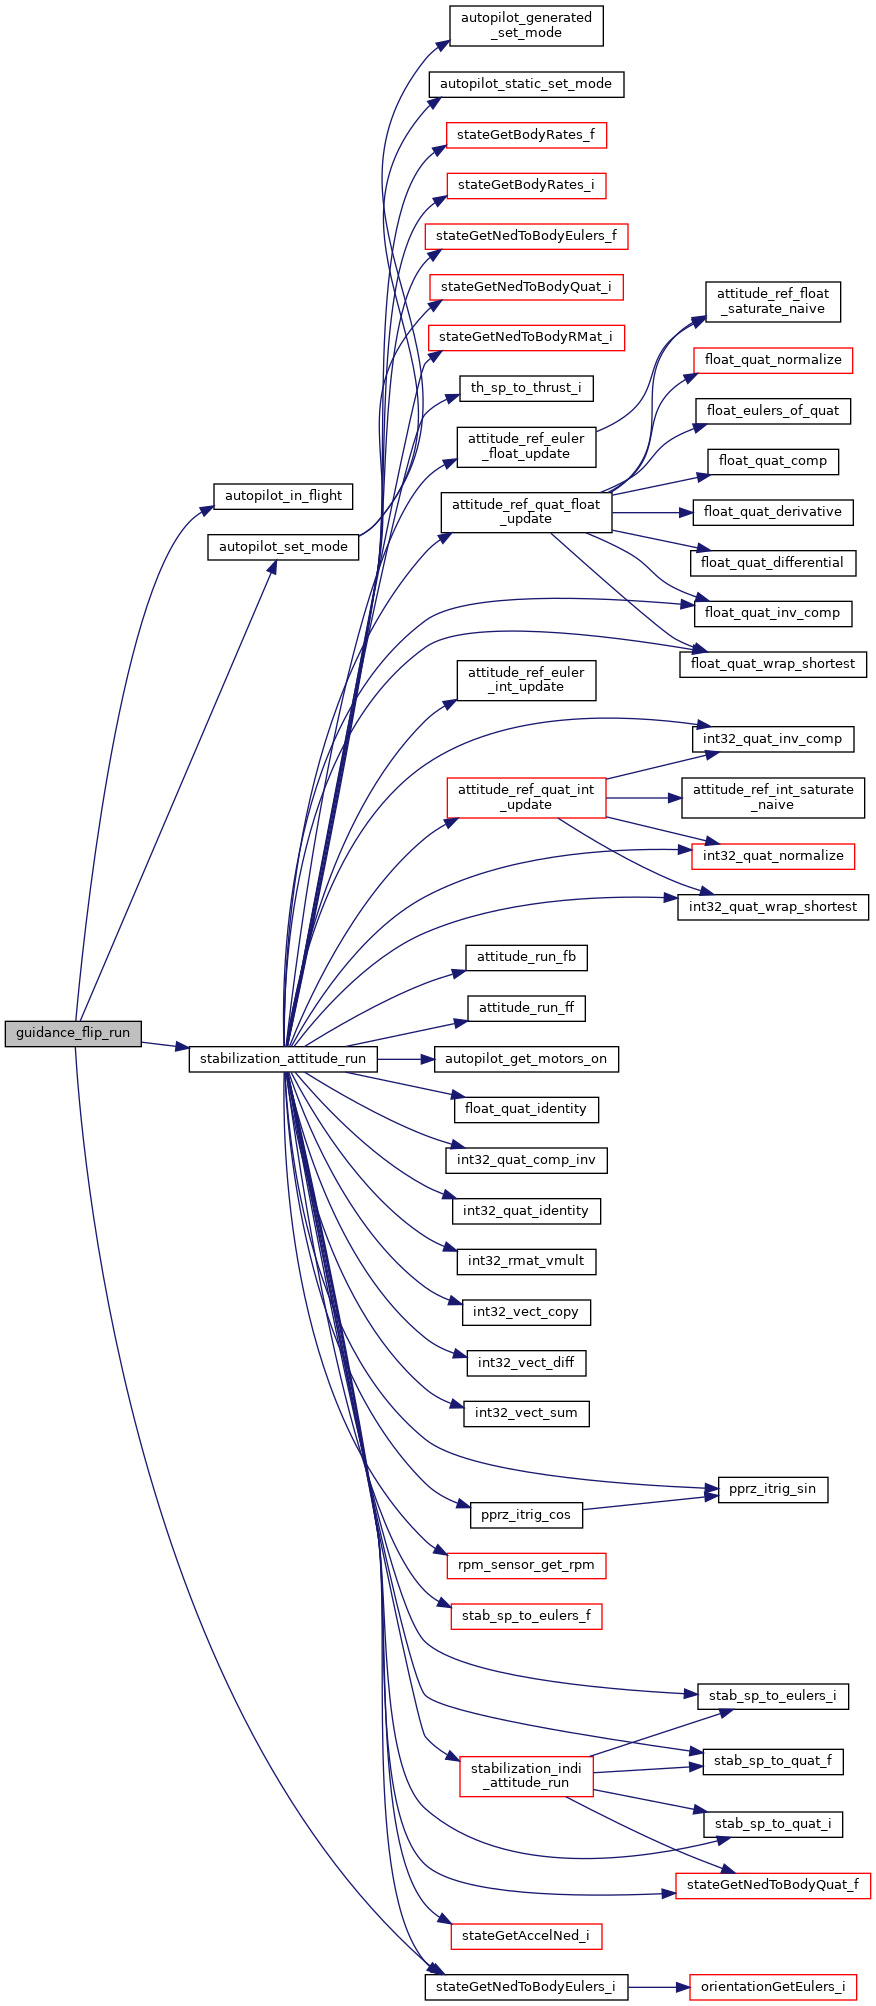 autopilot_generated
_set_mode
autopilot_static_set_mode
stateGetBodyRates_f
stateGetBodyRates_i
stateGetNedToBodyEulers_f
stateGetNedToBodyQuat_i
stateGetNedToBodyRMat_i
th_sp_to_thrust_i
attitude_ref_euler
_float_update
attitude_ref_quat_float
_update
attitude_ref_float
_saturate_naive
float_quat_normalize
float_eulers_of_quat
float_quat_comp
float_quat_derivative
float_quat_differential
float_quat_inv_comp
float_quat_wrap_shortest
autopilot_in_flight
autopilot_set_mode
attitude_ref_euler
_int_update
attitude_ref_quat_int
_update
int32_quat_inv_comp
attitude_ref_int_saturate
_naive
int32_quat_normalize
int32_quat_wrap_shortest
guidance_flip_run
stabilization_attitude_run
attitude_run_fb
attitude_run_ff
autopilot_get_motors_on
float_quat_identity
int32_quat_comp_inv
int32_quat_identity
int32_rmat_vmult
int32_vect_copy
int32_vect_diff
int32_vect_sum
pprz_itrig_cos
pprz_itrig_sin
rpm_sensor_get_rpm
stab_sp_to_eulers_f
stab_sp_to_eulers_i
stabilization_indi
_attitude_run
stab_sp_to_quat_f
stab_sp_to_quat_i
stateGetNedToBodyQuat_f
stateGetAccelNed_i
stateGetNedToBodyEulers_i
orientationGetEulers_i